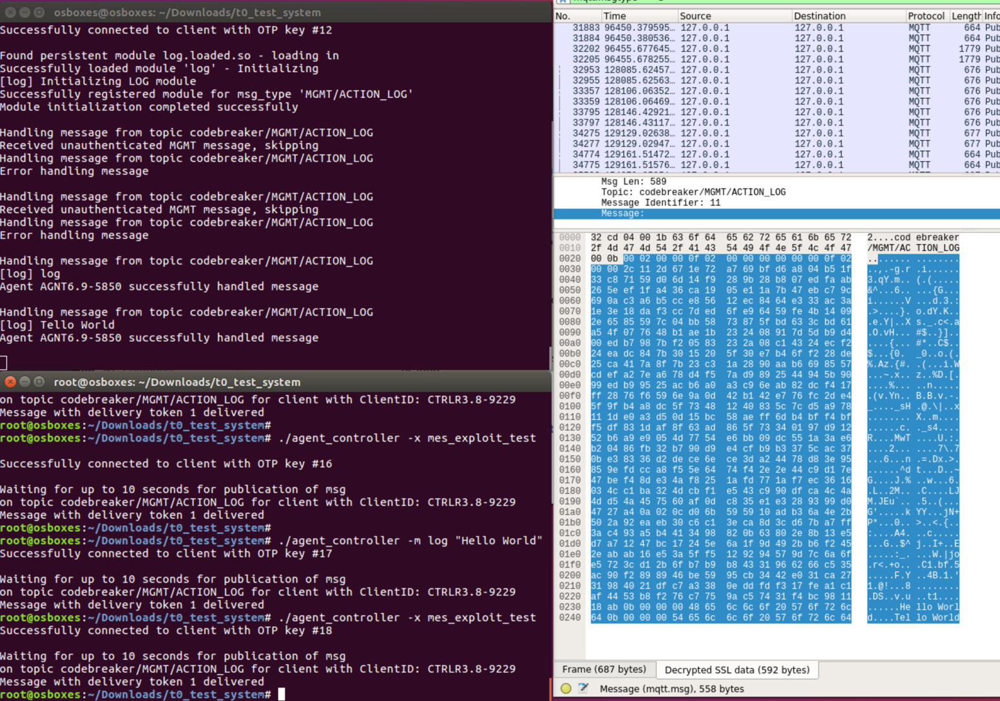 osboxes@osboxes: ~/Downloads/t0_test_system
Successfully connected to client with OTP key #12
Found persistent module log.loaded.so - loading in
Successfully loaded module 'log' - Initializing
[log] Initializing LOG module
Successfully registered module for msg_type 'MGMT/ACTION_LOG'
Module initialization completed successfully
Handling message from topic codebreaker/MGMT/ACTION_LOG
Received unauthenticated MGMT message, skipping
Handling message from topic codebreaker/MGMT/ACTION_LOG
Error handling message
Handling message from topic codebreaker/MGMT/ACTION_LOG
Received unauthenticated MGMT message, skipping
Handling message from topic codebreaker/MGMT/ACTION_LOG
Error handling message
Handling message from topic codebreaker/MGMT/ACTION_LOG
[log] log
Agent AGNT6.9-5850 successfully handled message
Handling message from topic codebreaker/MGMT/ACTION_LOG
[log] Tello World
Agent AGNT6.9-5850 successfully handled message
root@osboxes: ~/Downloads/t0_test_system
on topic codebreaker/MGMT/ACTION_LOG for client with ClientID: CTRLR3.8-9229
Message with delivery token 1 delivered
root@osboxes:~/Downloads/t0_test_system#
root@osboxes:~/Downloads/t0_test_system# ./agent_controller -x mes_exploit_test
Successfully connected to client with OTP key #16
Waiting for up to 10 seconds for publication of msg
on topic codebreaker/MGMT/ACTION_LOG for client with ClientID: CTRLR3.8-9229
Message with delivery token 1 delivered
root@osboxes:~/Downloads/t0_test_system#
root@osboxes:~/Downloads/t0_test_system# ./agent_controller -m log "Hello World"
Successfully connected to client with OTP key #17
Waiting for up to 10 seconds for publication of msg
on topic codebreaker/MGMT/ACTION_LOG for client with ClientID: CTRLR3.8-9229
Message with delivery token 1 delivered
root@osboxes:~/Downloads/t0_test_system# ./agent_controller -x mes_exploit_test
Successfully connected to client with OTP key #18
Waiting for up to 10 seconds for publication of msg
on topic codebreaker/MGMT/ACTION_LOG for client with ClientID: CTRLR3.8-9229
Message with delivery token 1 delivered
root@osboxes:~/Downloads/t0_test_system#
No. Time Source Destination Protocol Length Info
31883 96450.379595… 127.0.0.1 127.0.0.1 MQTT 664 Pub
31884 96450.380536… 127.0.0.1 127.0.0.1 MQTT 664 Pub
32202 96455.677645… 127.0.0.1 127.0.0.1 MQTT 1779 Pub
32205 96455.678255… 127.0.0.1 127.0.0.1 MQTT 1779 Pub
32953 128085.62457… 127.0.0.1 127.0.0.1 MQTT 676 Pub
32955 128085.62563… 127.0.0.1 127.0.0.1 MQTT 676 Pub
33357 128106.06352… 127.0.0.1 127.0.0.1 MQTT 676 Pub
33359 128106.06469… 127.0.0.1 127.0.0.1 MQTT 676 Pub
33795 128146.42921… 127.0.0.1 127.0.0.1 MQTT 676 Pub
33797 128146.43117… 127.0.0.1 127.0.0.1 MQTT 676 Pub
34275 129129.02638… 127.0.0.1 127.0.0.1 MQTT 677 Pub
34277 129129.02947… 127.0.0.1 127.0.0.1 MQTT 677 Pub
34774 129161.51472… 127.0.0.1 127.0.0.1 MQTT 664 Pub
34775 129161.51576… 127.0.0.1 127.0.0.1 MQTT 664 Pub
Msg Len: 589
Topic: codebreaker/MGMT/ACTION_LOG
Message Identifier: 11
Message:
0000 32 cd 04 00 1b 63 6f 64 65 62 72 65 61 6b 65 72 2....cod ebreaker
0010 2f 4d 47 4d 54 2f 41 43 54 49 4f 4e 5f 4c 4f 47 /MGMT/AC TION_LOG
0020 00 0b 00 02 00 00 0f 02 00 00 00 00 00 00 0f 02
0030 00 00 2c 11 2d 67 1e 72 a7 69 bf d6 a8 04 b5 1f
0040 33 c8 71 59 d0 6d 14 f9 28 9b 28 b8 07 ed fa ab
0050 26 5e ef 1f a4 36 ca 19 05 e1 1a 7b 47 eb c7 9c
0060 69 0a c3 a6 b5 cc e8 56 12 ec 84 64 e3 33 ac 3a
0070 1e 3e 18 da f3 cc 7d ed 6f e9 64 59 fe 4b 14 09
0080 2e 65 85 59 7c 04 bb 58 73 87 5f bd 63 3c bd 61
0090 a5 4f 07 76 48 b1 ae 1b 23 24 08 91 7d 5d b9 d4
00a0 00 ed b7 98 7b f2 05 83 23 2a 08 c1 43 24 ec f2
00b0 24 ea dc 84 7b 30 15 20 5f 30 e7 b4 6f f2 28 de
00c0 25 ca 41 7a 8f 7b 23 c3 1a 28 90 aa b6 69 85 57
00d0 cd ef a2 7e a6 78 d4 f5 7a d9 89 25 44 94 5b 90
00e0 99 ed b9 95 25 ac b6 a0 a3 c9 6e ab 82 dc f4 17
00f0 ff 28 76 f6 59 6e 9a 0d 42 b1 42 e7 76 fc 2d e4
0100 5f 9f b4 a8 dc 5f 73 48 12 40 83 5c 7c d5 a9 78
0110 11 1d e0 a3 d5 0d 15 bc 58 ae ff 6d b4 bf f4 bf
0120 f5 df 83 1d af 8f 63 ad 86 5f 73 34 01 97 d9 12
0130 52 b6 a9 e9 05 4d 77 54 e6 bb 09 dc 55 1a 3a e6
0140 b2 04 86 fb 32 b7 90 d9 e4 cf b9 b3 37 5c ac 37
0150 0b e3 83 36 d2 de ce 6e ce 3d a2 44 78 d8 3e 95
0160 85 9e fd cc a8 f5 5e 64 74 f4 2e 2e 44 c9 d1 7e
0170 47 be f4 8d e3 4a f8 25 1a fd 77 1a f7 ec 36 16
0180 03 4c c1 ba 32 4d cb f1 e5 43 c9 90 df ca 4c 4a
0190 4d d5 4a 45 75 60 af 0d c8 35 e1 e3 28 93 99 d0
01a0 47 27 a4 0a 02 0c d0 6b 59 59 10 ad b3 6a 4e 2b
01b0 50 2a 92 ea eb 30 c6 c1 3e ca 8d 3c d6 7b a7 ff
01c0 3a c4 93 a5 b4 41 34 98 82 0b 63 80 2e 8b 13 e5
01d0 d7 a7 12 47 bc 17 24 5e 6a 1f 9d 49 2b b6 f2 45
01e0 2e ab ab 16 e5 3a 5f f5 12 92 94 57 9d 7c 6a 6f
01f0 e5 72 3c d1 2b 6f b7 b9 b8 43 31 96 62 66 c5 35
0200 ac 90 f2 89 89 46 be 59 95 cb 34 42 e0 31 ca 27
0210 31 98 40 21 df c7 a3 38 0e dd fd f3 17 fe a1 c1
0220 af 44 53 b8 f2 76 c7 75 9a c5 74 31 f4 bc 98 11
0230 18 ab 0b 00 00 00 48 65 6c 6c 6f 20 57 6f 72 6c ......He llo Worl
0240 64 0b 00 00 00 54 65 6c 6c 6f 20 57 6f 72 6c 64 d....Tel lo World
Frame (687 bytes) Decrypted SSL data (592 bytes)
Message (mqtt.msg), 558 bytes